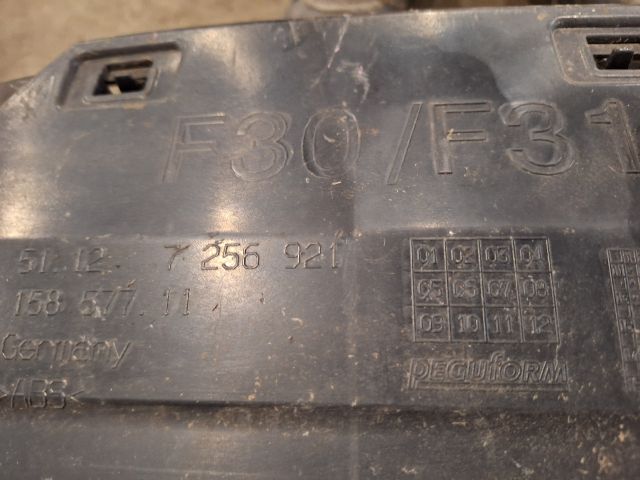 F30/F31
51.12 7 256 921
158 577.11
Germany
>ABS<
01 02 03 04
05 06 07 08
09 10 11 12
peguform